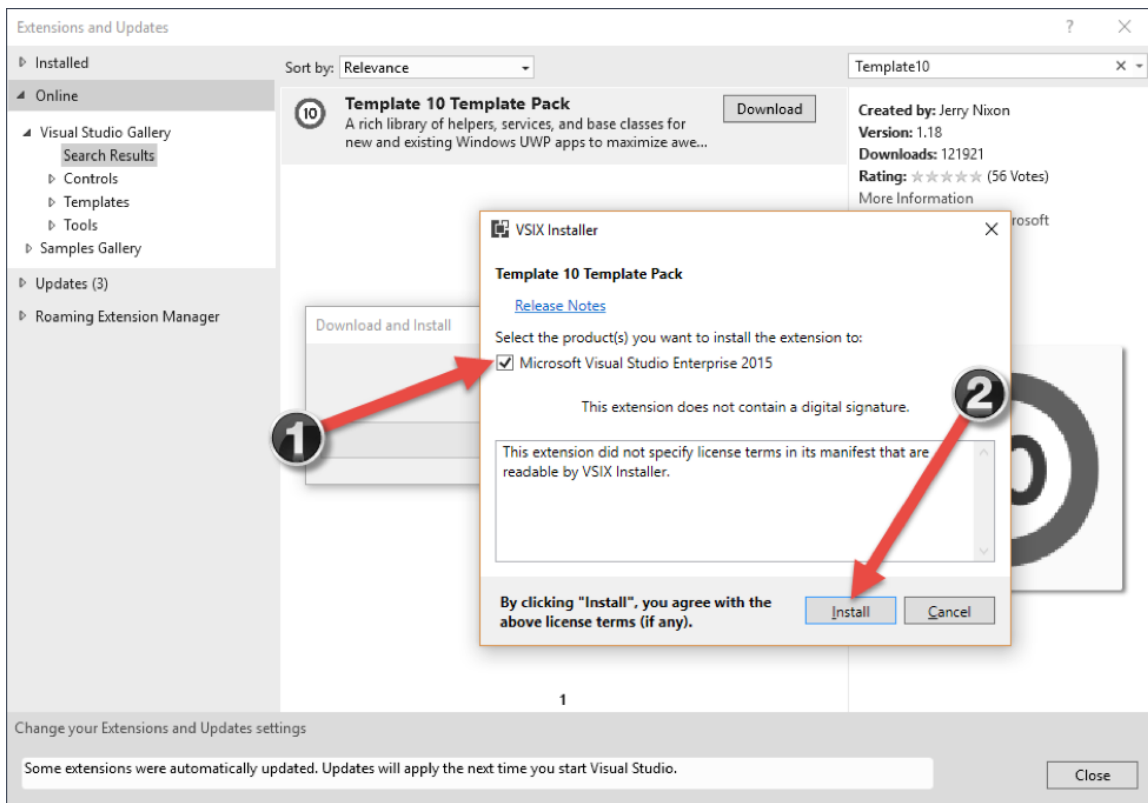 Extensions and Updates
?
Installed
Online
Visual Studio Gallery
Search Results
Controls
Templates
Tools
Samples Gallery
Updates (3)
Roaming Extension Manager
Sort by: Relevance
10
Template 10 Template Pack
Download
A rich library of helpers, services, and base classes for
new and existing Windows UWP apps to maximize awe...
Template10
Created by: Jerry Nixon
Version: 1.18
Downloads: 121921
Rating: (56 Votes)
More Information
Download and Install
VSIX Installer
Template 10 Template Pack
Release Notes
Select the product(s) you want to install the extension to:
Microsoft Visual Studio Enterprise 2015
This extension does not contain a digital signature.
This extension did not specify license terms in its manifest that are
readable by VSIX Installer.
By clicking "Install", you agree with the
above license terms (if any).
Install
Cancel
1
2
1
Change your Extensions and Updates settings
Some extensions were automatically updated. Updates will apply the next time you start Visual Studio.
Close